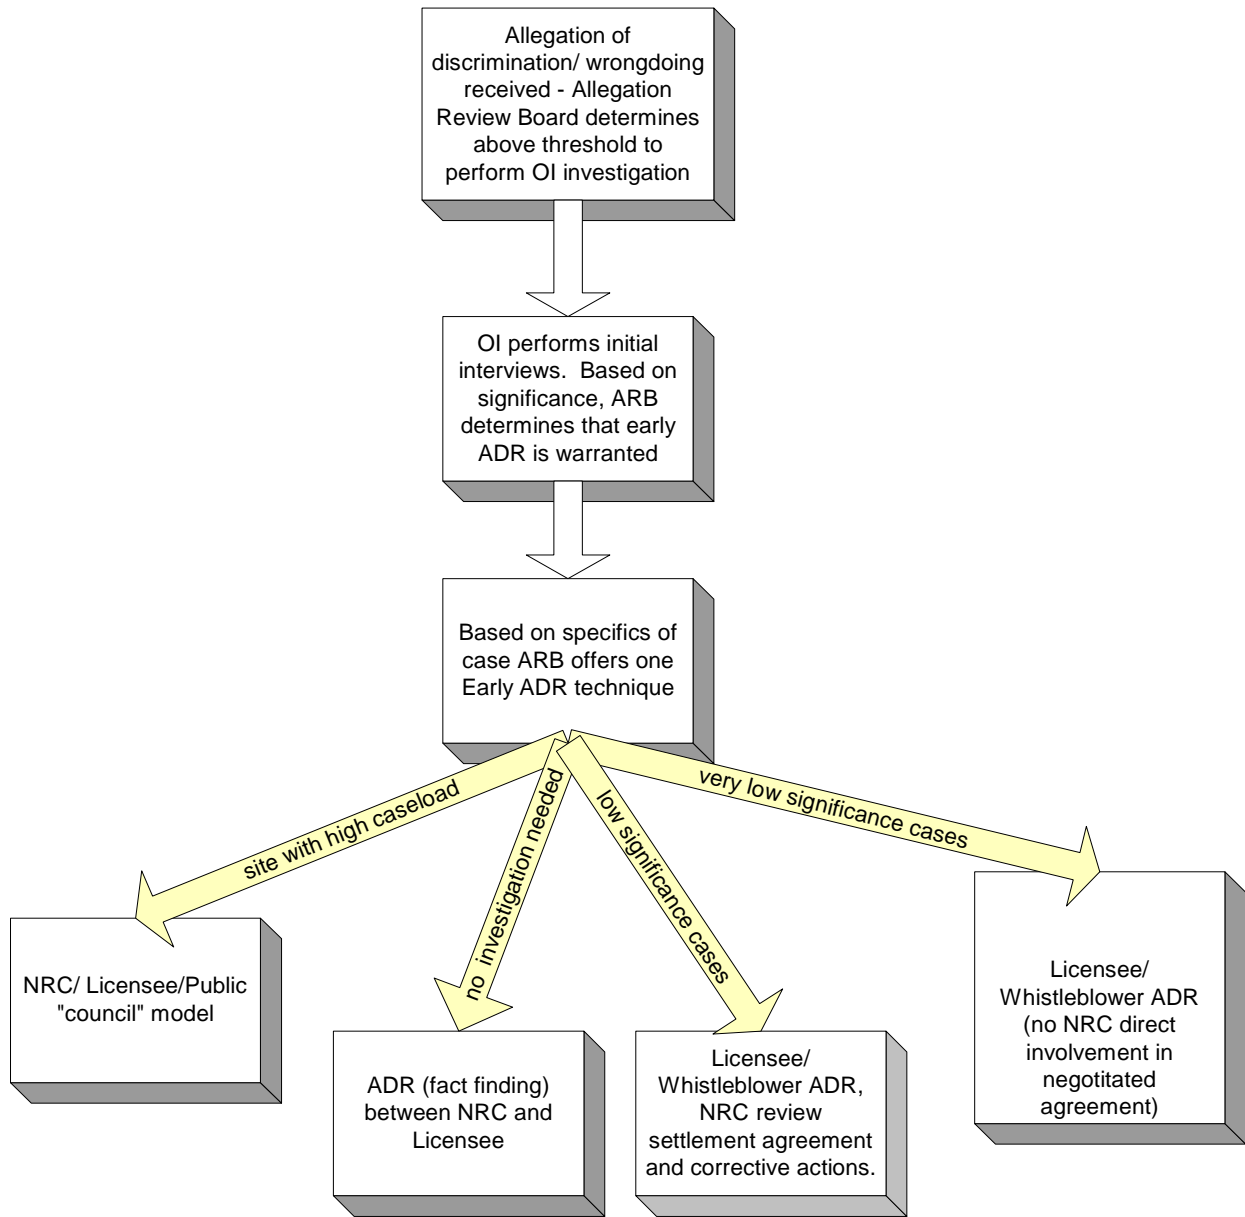 Allegation of
discrimination/ wrongdoing
received - Allegation
Review Board determines
above threshold to
perform OI investigation
OI performs initial
interviews.  Based on
significance, ARB
determines that early
ADR is warranted
Based on specifics of
case ARB offers one
Early ADR technique
site with high caseload
no  investigation needed
low significance cases
very low significance cases
NRC/ Licensee/Public
"council" model
ADR (fact finding)
between NRC and
Licensee
Licensee/
Whistleblower ADR,
NRC review
settlement agreement
and corrective actions.
Licensee/
Whistleblower ADR
(no NRC direct
involvement in
negotitated
agreement)